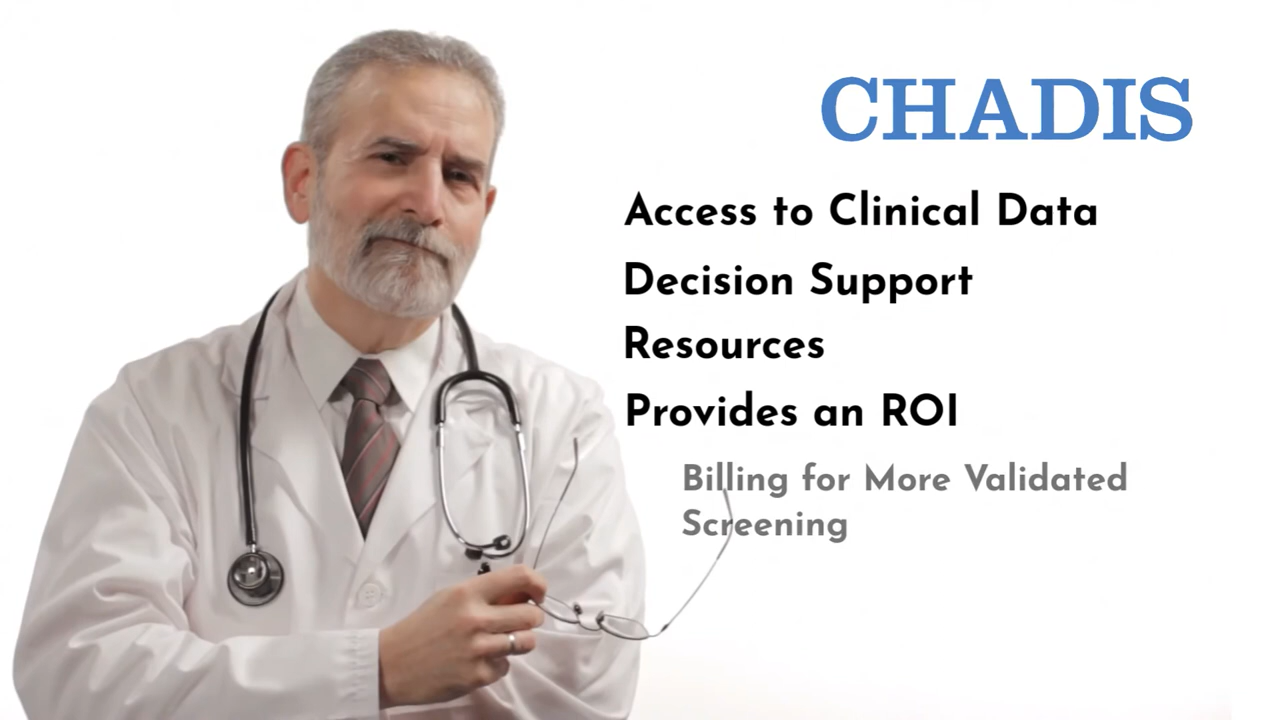 CHADIS
Access to Clinical Data
Decision Support
Resources
Provides an ROI
Billing for More Validated
Screening